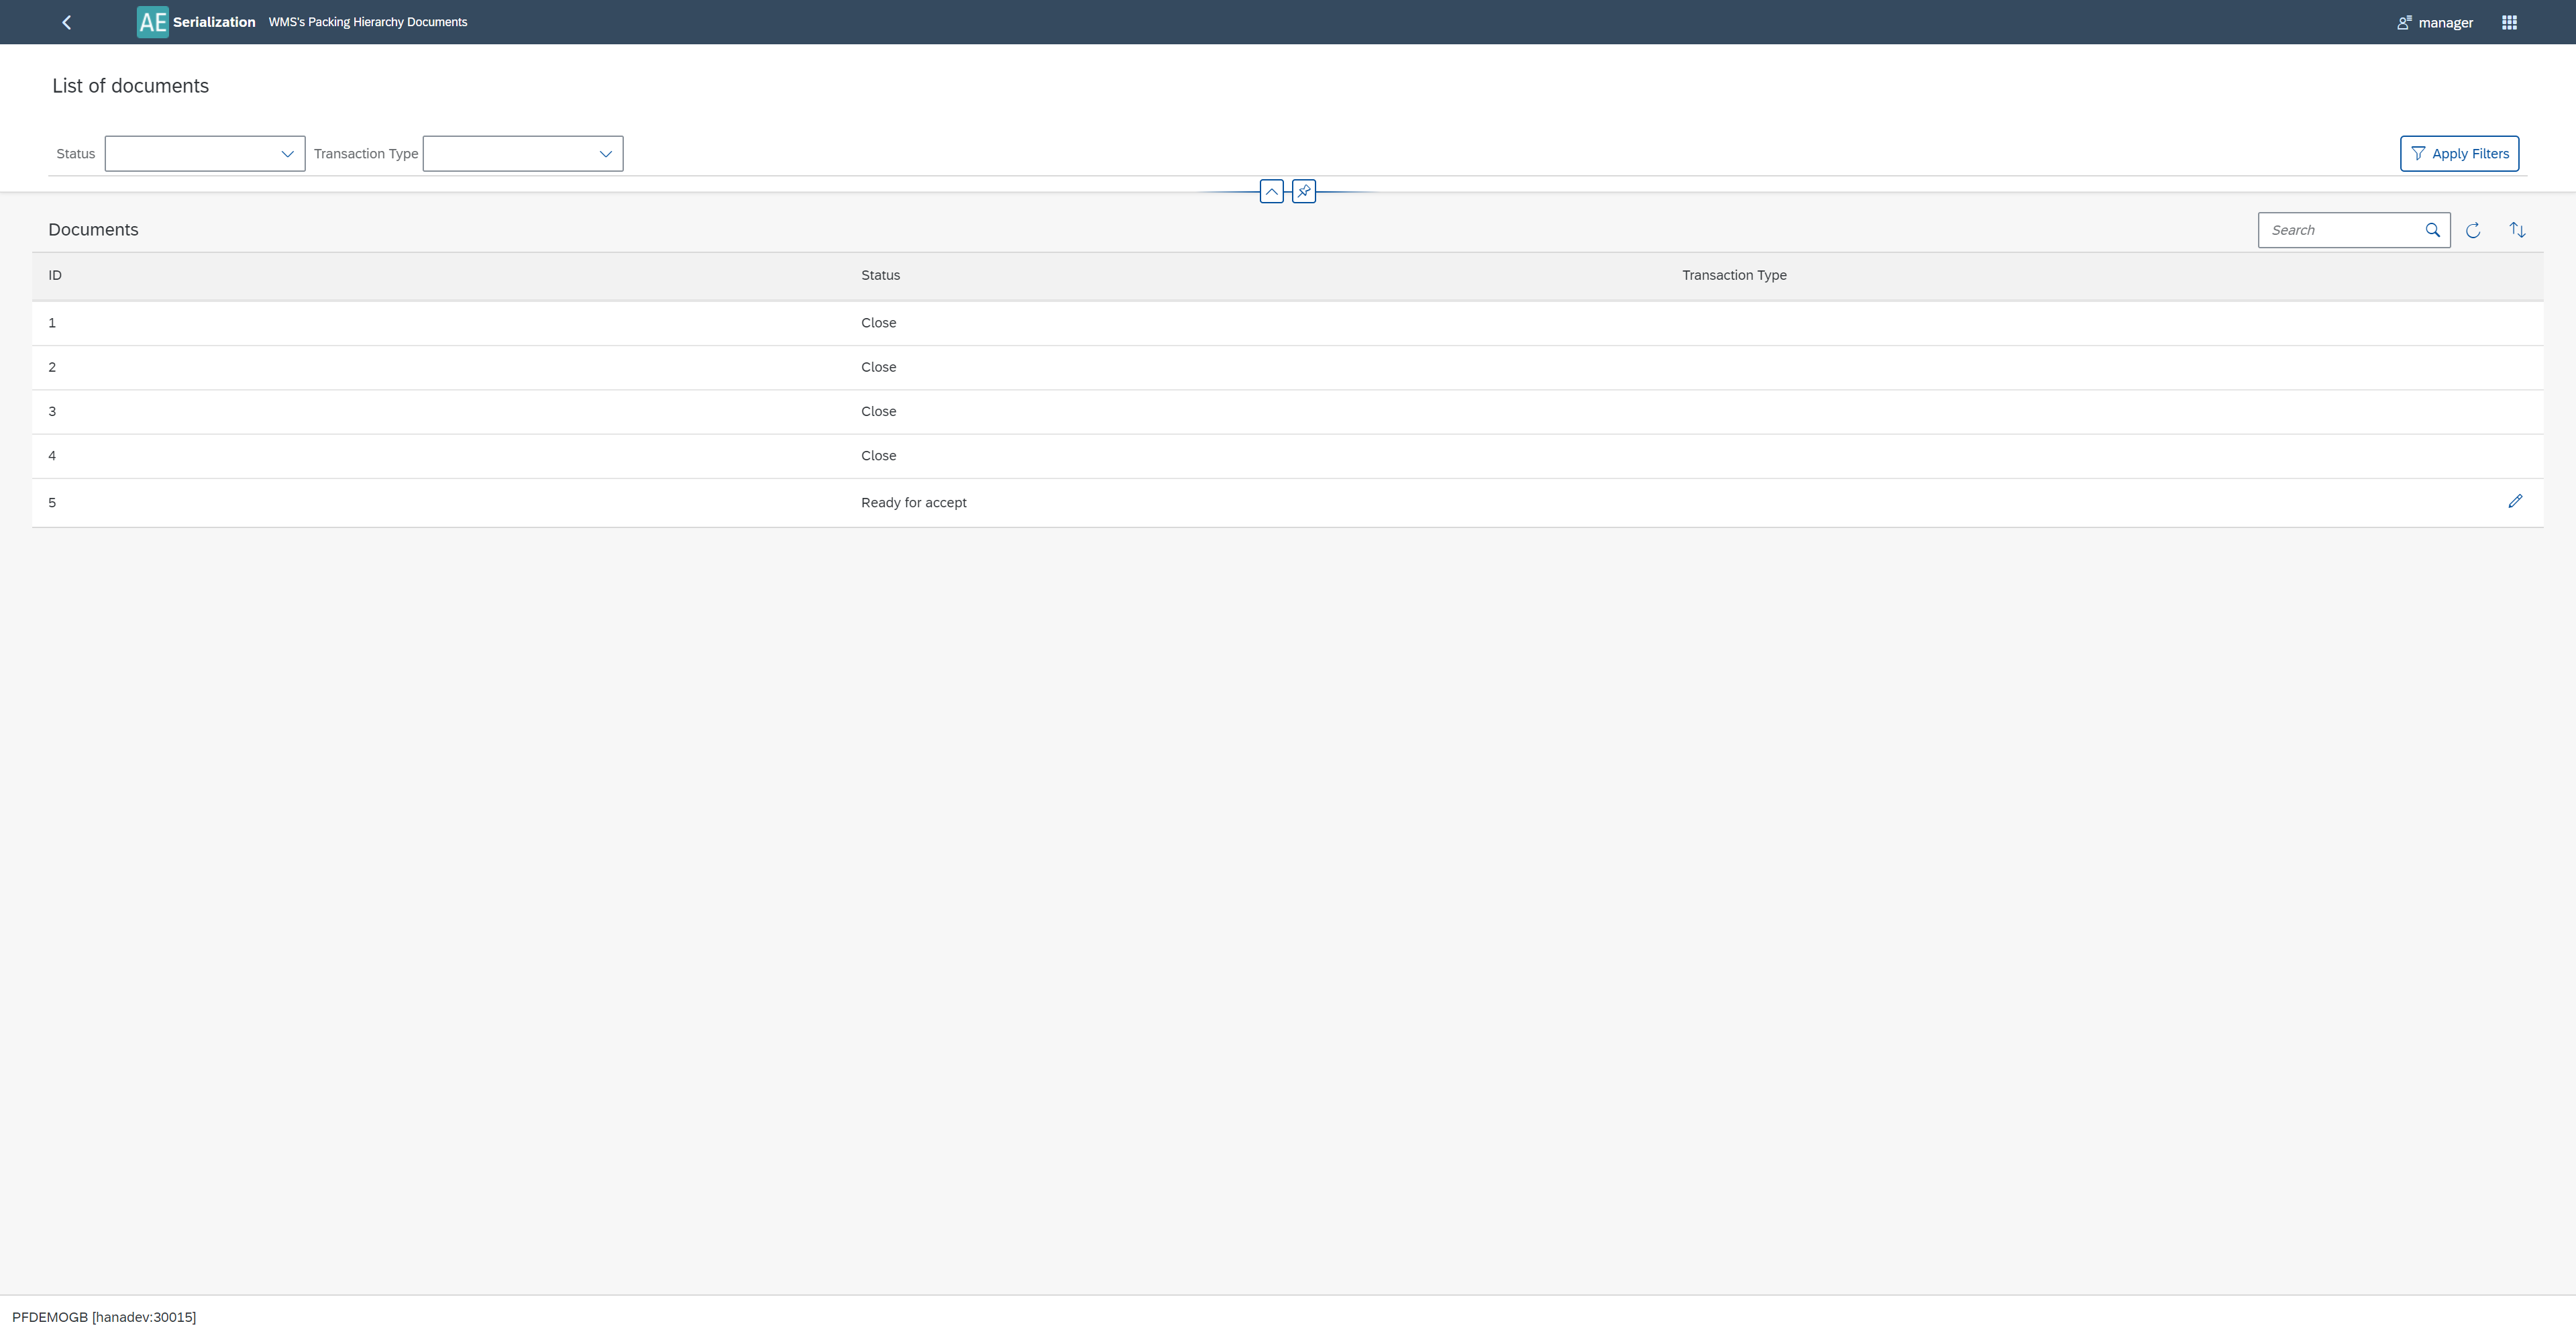 AE Serialization WMS's Packing Hierarchy Documents manager
List of documents
Status Transaction Type Apply Filters
Documents Search
ID Status Transaction Type
1 Close
2 Close
3 Close
4 Close
5 Ready for accept
PFDEMOGB [hanadev:30015]